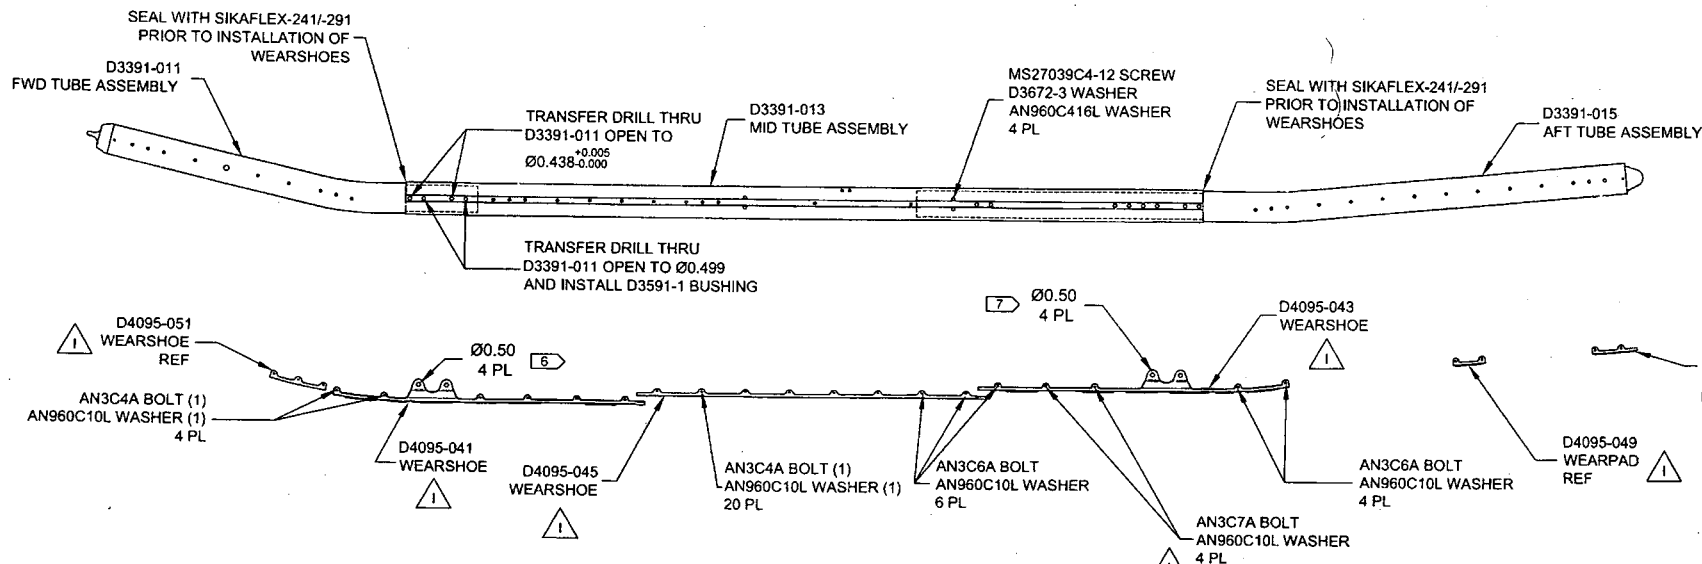 SEAL WITH SIKAFLEX-241/-291
PRIOR TO INSTALLATION OF
WEARSHOES
D3391-011
FWD TUBE ASSEMBLY
TRANSFER DRILL THRU
D3391-011 OPEN TO
Ø0.438 +0.005 -0.000
D3391-013
MID TUBE ASSEMBLY
MS27039C4-12 SCREW
D3672-3 WASHER
AN960C416L WASHER
4 PL
SEAL WITH SIKAFLEX-241/-291
PRIOR TO INSTALLATION OF
WEARSHOES
D3391-015
AFT TUBE ASSEMBLY
TRANSFER DRILL THRU
D3391-011 OPEN TO Ø0.499
AND INSTALL D3591-1 BUSHING
D4095-051
WEARSHOE
REF
1
Ø0.50
4 PL
6
7
Ø0.50
4 PL
D4095-043
WEARSHOE
1
AN3C4A BOLT (1)
AN960C10L WASHER (1)
4 PL
D4095-041
WEARSHOE
1
D4095-045
WEARSHOE
1
AN3C4A BOLT (1)
AN960C10L WASHER (1)
20 PL
AN3C6A BOLT
AN960C10L WASHER
6 PL
AN3C7A BOLT
AN960C10L WASHER
4 PL
AN3C6A BOLT
AN960C10L WASHER
4 PL
D4095-049
WEARPAD
REF
1